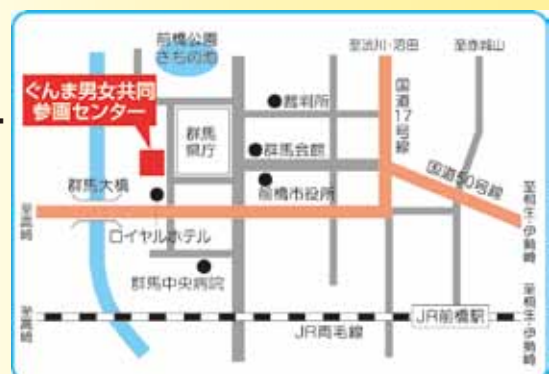 前橋公園
さちの池
至渋川・沼田
至赤城山
ぐんま男女共同
参画センター
裁判所
国道17号線
群馬
県庁
群馬会館
群馬大橋
前橋市役所
国道50号線
至桐生・伊勢崎
至高崎
ロイヤルホテル
群馬中央病院
至高崎
JR両毛線
JR前橋駅
至桐生・伊勢崎